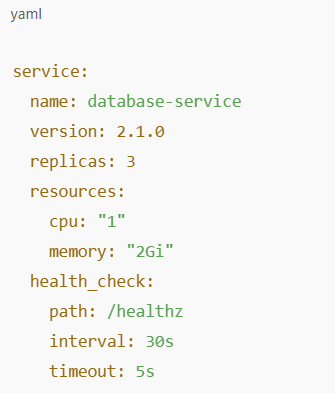 yaml
service:
  name: database-service
  version: 2.1.0
  replicas: 3
  resources:
    cpu: "1"
    memory: "2Gi"
  health_check:
    path: /healthz
    interval: 30s
    timeout: 5s